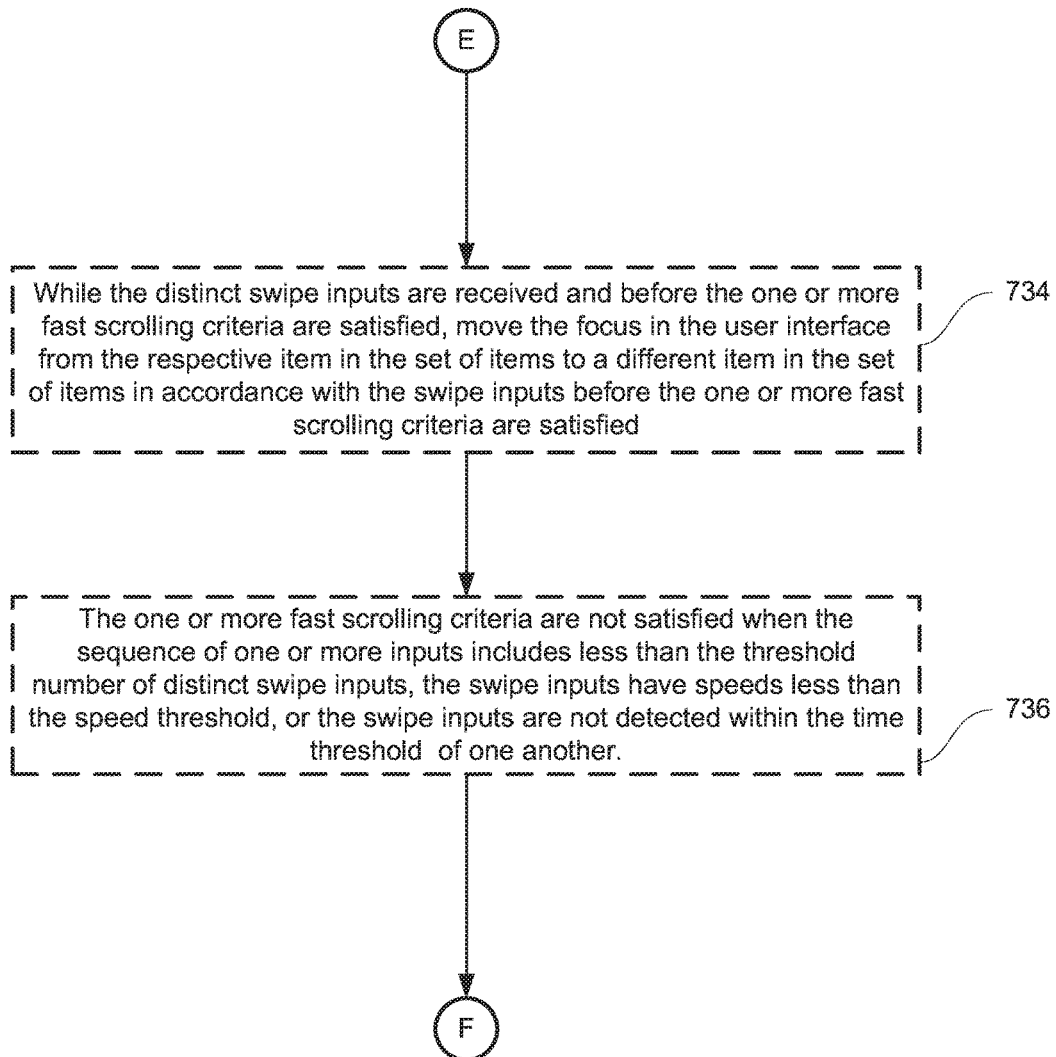 E
While the distinct swipe inputs are received and before the one or more
fast scrolling criteria are satisfied, move the focus in the user interface
from the respective item in the set of items to a different item in the set
of items in accordance with the swipe inputs before the one or more fast
scrolling criteria are satisfied
734
The one or more fast scrolling criteria are not satisfied when the
sequence of one or more inputs includes less than the threshold
number of distinct swipe inputs, the swipe inputs have speeds less than
the speed threshold, or the swipe inputs are not detected within the time
threshold of one another.
736
F